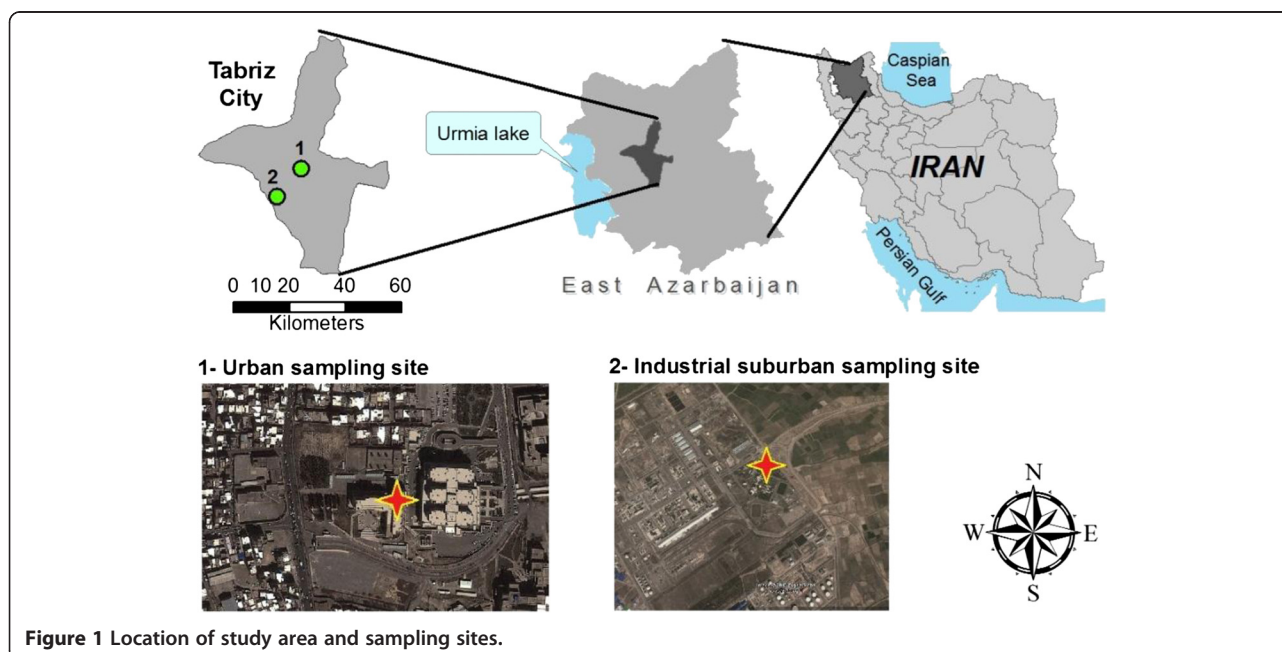 Tabriz
City
1
2
0 10 20 40 60
Kilometers
Urmia lake
East Azarbaijan
Caspian
Sea
IRAN
Persian Gulf
1- Urban sampling site
2- Industrial suburban sampling site
N
W E
S
Figure 1 Location of study area and sampling sites.